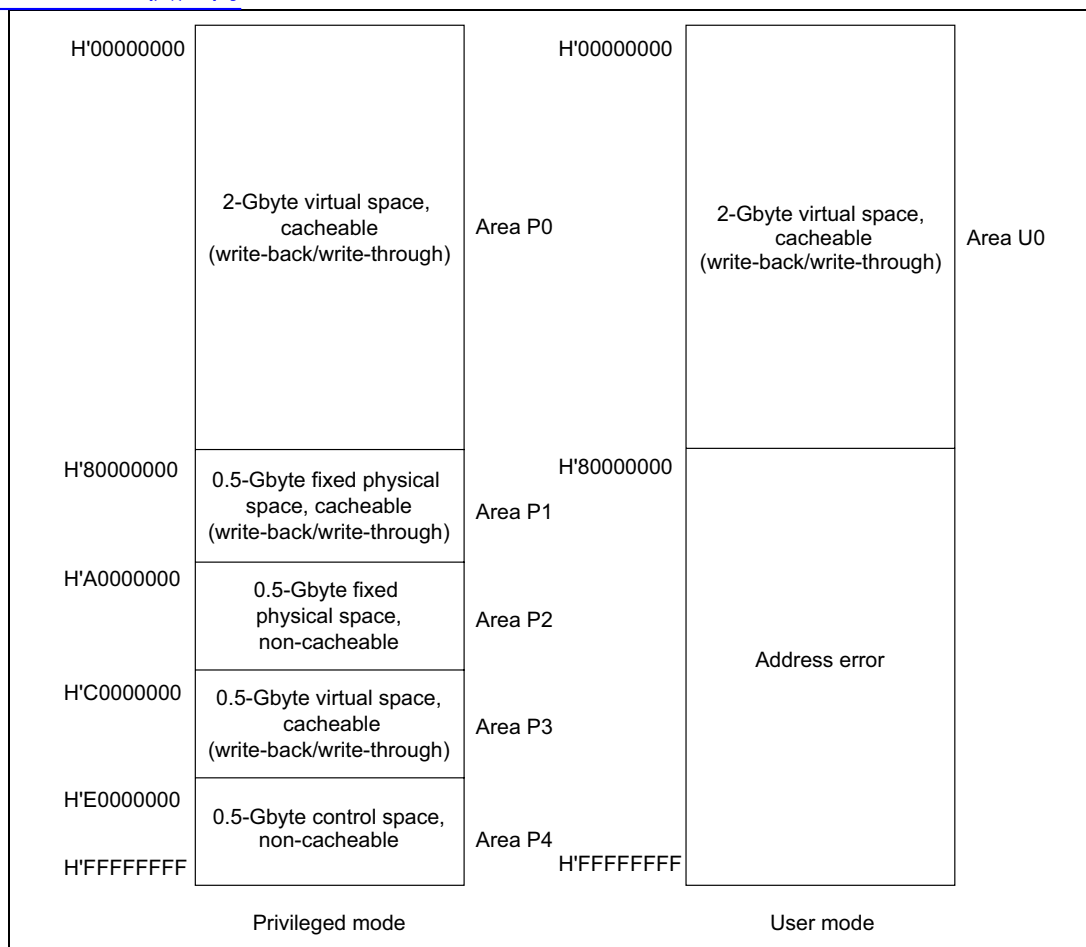 H'00000000
2-Gbyte virtual space,
cacheable
(write-back/write-through)
Area P0
H'80000000
0.5-Gbyte fixed physical
space, cacheable
(write-back/write-through)
Area P1
H'A0000000
0.5-Gbyte fixed
physical space,
non-cacheable
Area P2
H'C0000000
0.5-Gbyte virtual space,
cacheable
(write-back/write-through)
Area P3
H'E0000000
0.5-Gbyte control space,
non-cacheable
Area P4
H'FFFFFFFF
Privileged mode
H'00000000
2-Gbyte virtual space,
cacheable
(write-back/write-through)
Area U0
H'80000000
Address error
H'FFFFFFFF
User mode